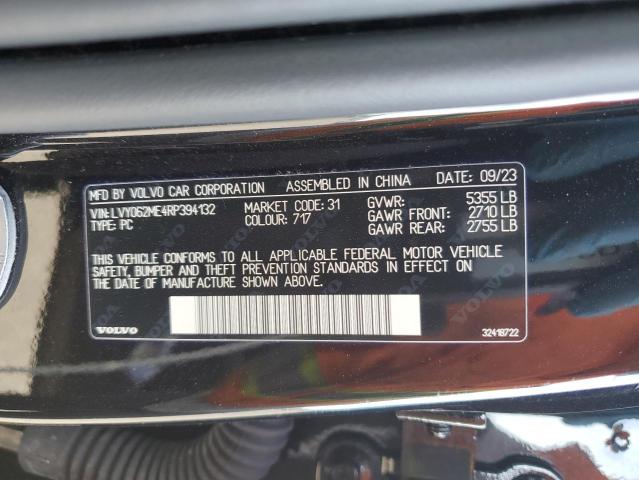 MFD BY VOLVO CAR CORPORATION ASSEMBLED IN CHINA DATE: 09/23
VIN:LVY062ME4RP394132 MARKET CODE: 31 GVWR: 5355 LB
TYPE: PC COLOUR: 717 GAWR FRONT: 2710 LB
GAWR REAR: 2755 LB
THIS VEHICLE CONFORMS TO ALL APPLICABLE FEDERAL MOTOR VEHICLE
SAFETY, BUMPER AND THEFT PREVENTION STANDARDS IN EFFECT ON
THE DATE OF MANUFACTURE SHOWN ABOVE.
VOLVO 32418722